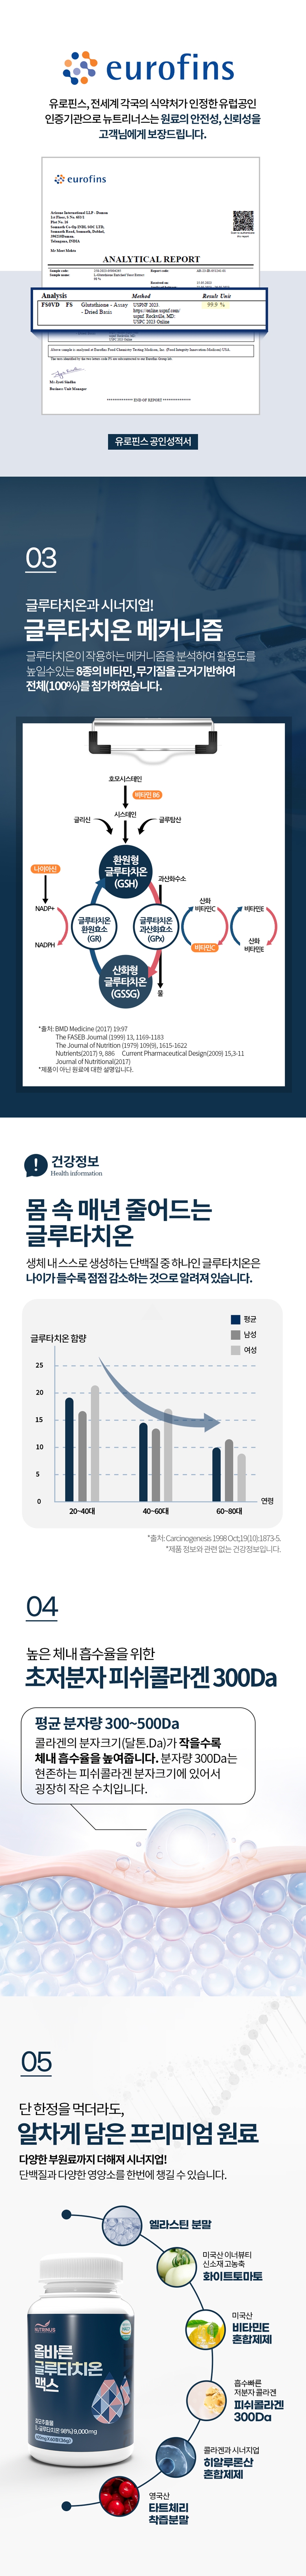 eurofins
유로핀스, 전세계 각국의 식약처가 인정한 유럽공인
인증기관으로 뉴트리너스는 원료의 안전성, 신뢰성을
고객님에게 보장드립니다.
eurofins
ANALYTICAL REPORT
Analysis Method Result Unit
FS0VD FS Glutathione - Assay USPNF 2023. 99.9 %
- Dried Basis https://online.uspnf.com/
uspnf. Rockville, MD:
USPC 2023 Online
Business Unit Manager
************* END OF REPORT *************
유로핀스 공인성적서
03
글루타치온과 시너지업!
글루타치온 메커니즘
글루타치온이 작용하는 메커니즘을 분석하여 활용도를
높일수있는 8종의 비타민, 무기질을 근거기반하여
전체(100%)를 첨가하였습니다.
호모시스테인
비타민 B6
글리신 시스테인 글루탐산
환원형
글루타치온
(GSH)
과산화수소
나이아신
NADP+
NADPH
글루타치온
환원효소
(GR)
글루타치온
과산화효소
(GPx)
산화
비타민C
비타민C
비타민E
산화
비타민E
산화형
글루타치온
(GSSG)
물
*출처: BMD Medicine (2017) 19:97
The FASEB Journal (1999) 13, 1169-1183
The Journal of Nutrition (1979) 109(9), 1615-1622
Nutrients(2017) 9, 886 Current Pharmaceutical Design(2009) 15,3-11
Journal of Nutritional(2017)
*제품이 아닌 원료에 대한 설명입니다.
! 건강정보
Health information
몸 속 매년 줄어드는
글루타치온
생체 내 스스로 생성하는 단백질 중 하나인 글루타치온은
나이가 들수록 점점 감소하는 것으로 알려져 있습니다.
평균
남성
여성
글루타치온 함량
25
20
15
10
5
0
연령
20~40대 40~60대 60~80대
*출처: Carcinogenesis 1998 Oct;19(10):1873-5.
*제품 정보와 관련 없는 건강정보입니다.
04
높은 체내 흡수율을 위한
초저분자 피쉬콜라겐 300Da
평균 분자량 300~500Da
콜라겐의 분자크기(달톤.Da)가 작을수록
체내 흡수율을 높여줍니다. 분자량 300Da는
현존하는 피쉬콜라겐 분자크기에 있어서
굉장히 작은 수치입니다.
05
단 한정을 먹더라도,
알차게 담은 프리미엄 원료
다양한 부원료까지 더해져 시너지업!
단백질과 다양한 영양소를 한번에 챙길 수 있습니다.
엘라스틴 분말
미국산 이너뷰티
신소재 고농축
화이트토마토
미국산
비타민E
혼합제제
흡수빠른
저분자 콜라겐
피쉬콜라겐
300Da
콜라겐과 시너지업
히알루론산
혼합제제
영국산
타트체리
착즙분말
NUTRINUS
올바른
글루타치온
맥스